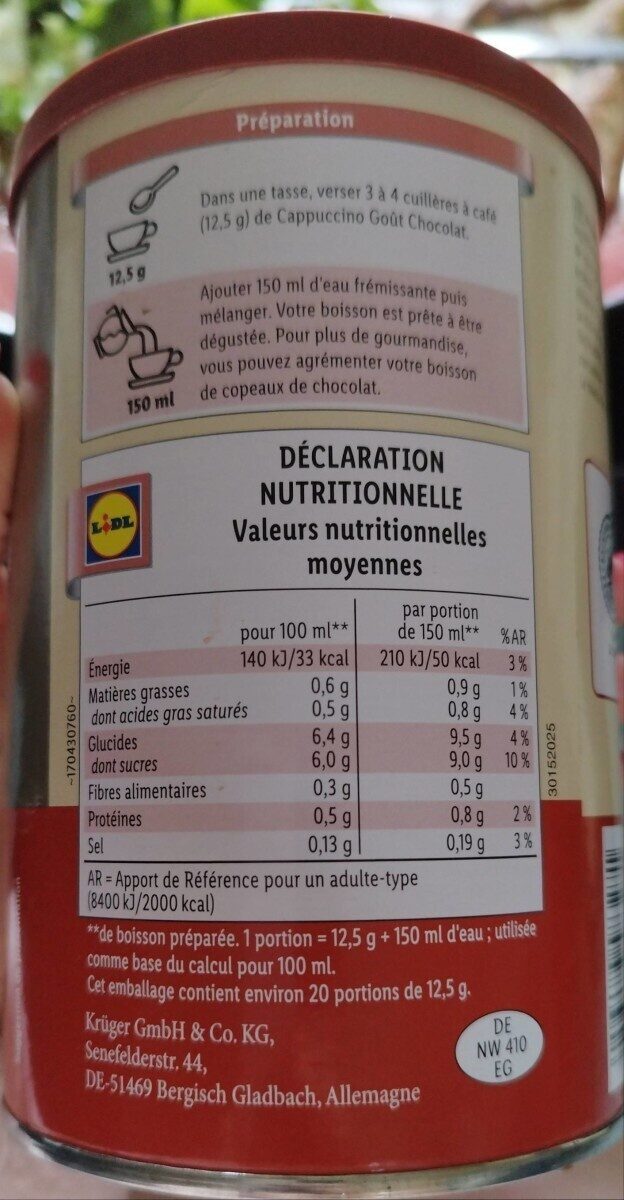 Préparation
Dans une tasse, verser 3 à 4 cuillères à café
(12,5 g) de Cappuccino Goût Chocolat.
12,5 g
Ajouter 150 ml d'eau frémissante puis
mélanger. Votre boisson est prête à être
dégustée. Pour plus de gourmandise,
vous pouvez agrémenter votre boisson
de copeaux de chocolat.
150 ml
LIDL
DÉCLARATION
NUTRITIONNELLE
Valeurs nutritionnelles
moyennes
pour 100 ml** par portion de 150 ml** %AR
Énergie 140 kJ/33 kcal 210 kJ/50 kcal 3 %
Matières grasses 0,6 g 0,9 g 1 %
dont acides gras saturés 0,5 g 0,8 g 4 %
Glucides 6,4 g 9,5 g 4 %
dont sucres 6,0 g 9,0 g 10 %
Fibres alimentaires 0,3 g 0,5 g
Protéines 0,5 g 0,8 g 2 %
Sel 0,13 g 0,19 g 3 %
AR = Apport de Référence pour un adulte-type
(8400 kJ/2000 kcal)
**de boisson préparée. 1 portion = 12,5 g + 150 ml d'eau ; utilisée
comme base du calcul pour 100 ml.
Cet emballage contient environ 20 portions de 12,5 g.
Krüger GmbH & Co. KG,
Senefelderstr. 44,
DE-51469 Bergisch Gladbach, Allemagne
DE
NW 410
EG
~170430760~
30152025